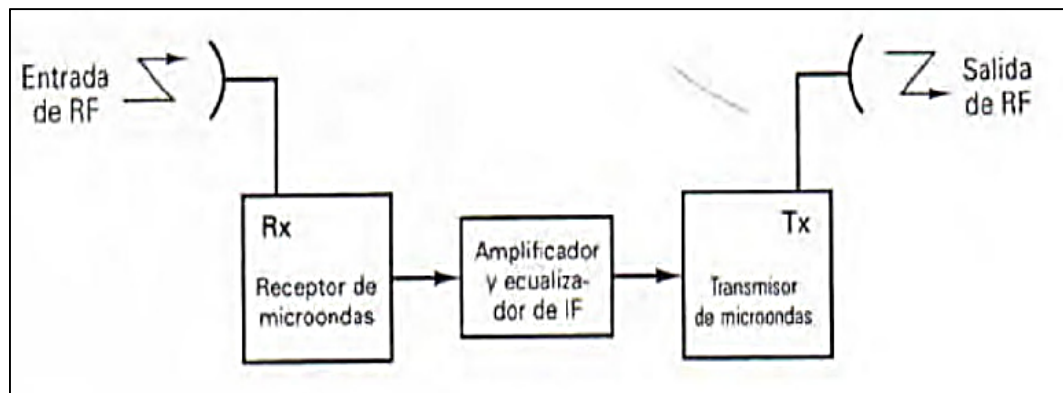 Entrada
de RF
Salida
de RF
Rx
Receptor de
microondas
Amplificador
y ecualiza-
dor de IF
Tx
Transmisor
de microondas